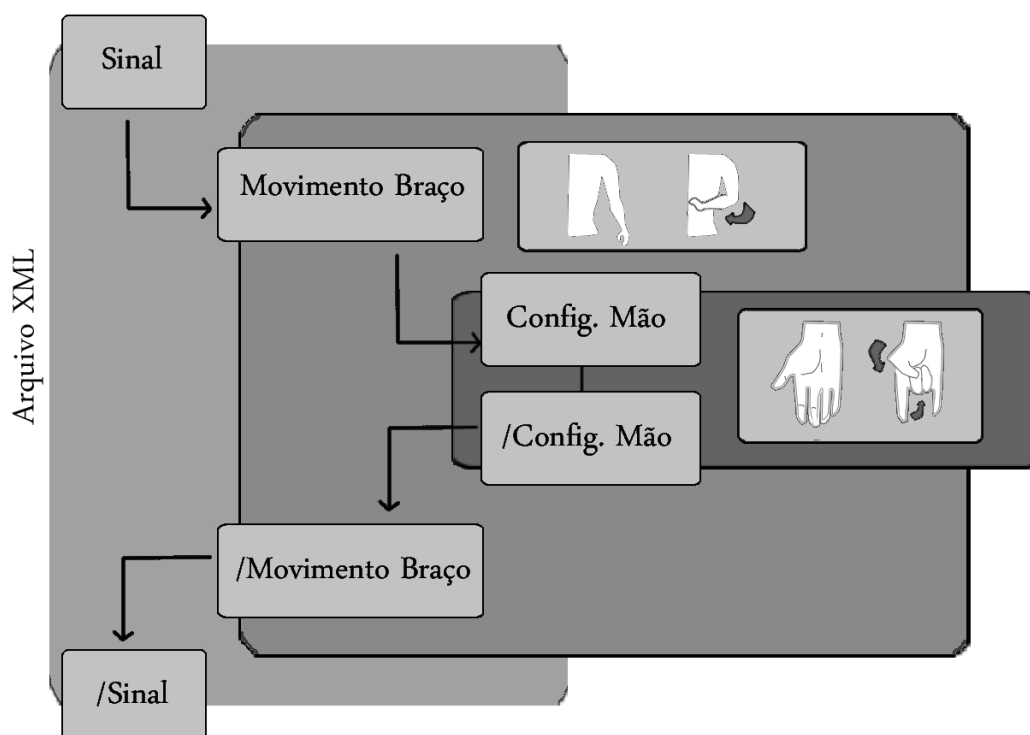 Sinal
Movimento Braço
Config. Mão
/Config. Mão
/Movimento Braço
/Sinal
Arquivo XML